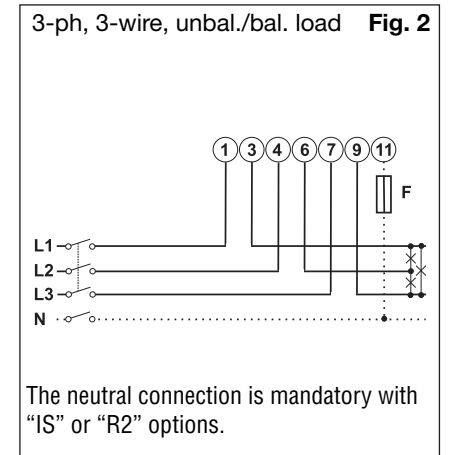 3-ph, 3-wire, unbal./bal. load Fig. 2
1 3 4 6 7 9 11
F
L1
L2
L3
N
The neutral connection is mandatory with
“IS” or “R2” options.